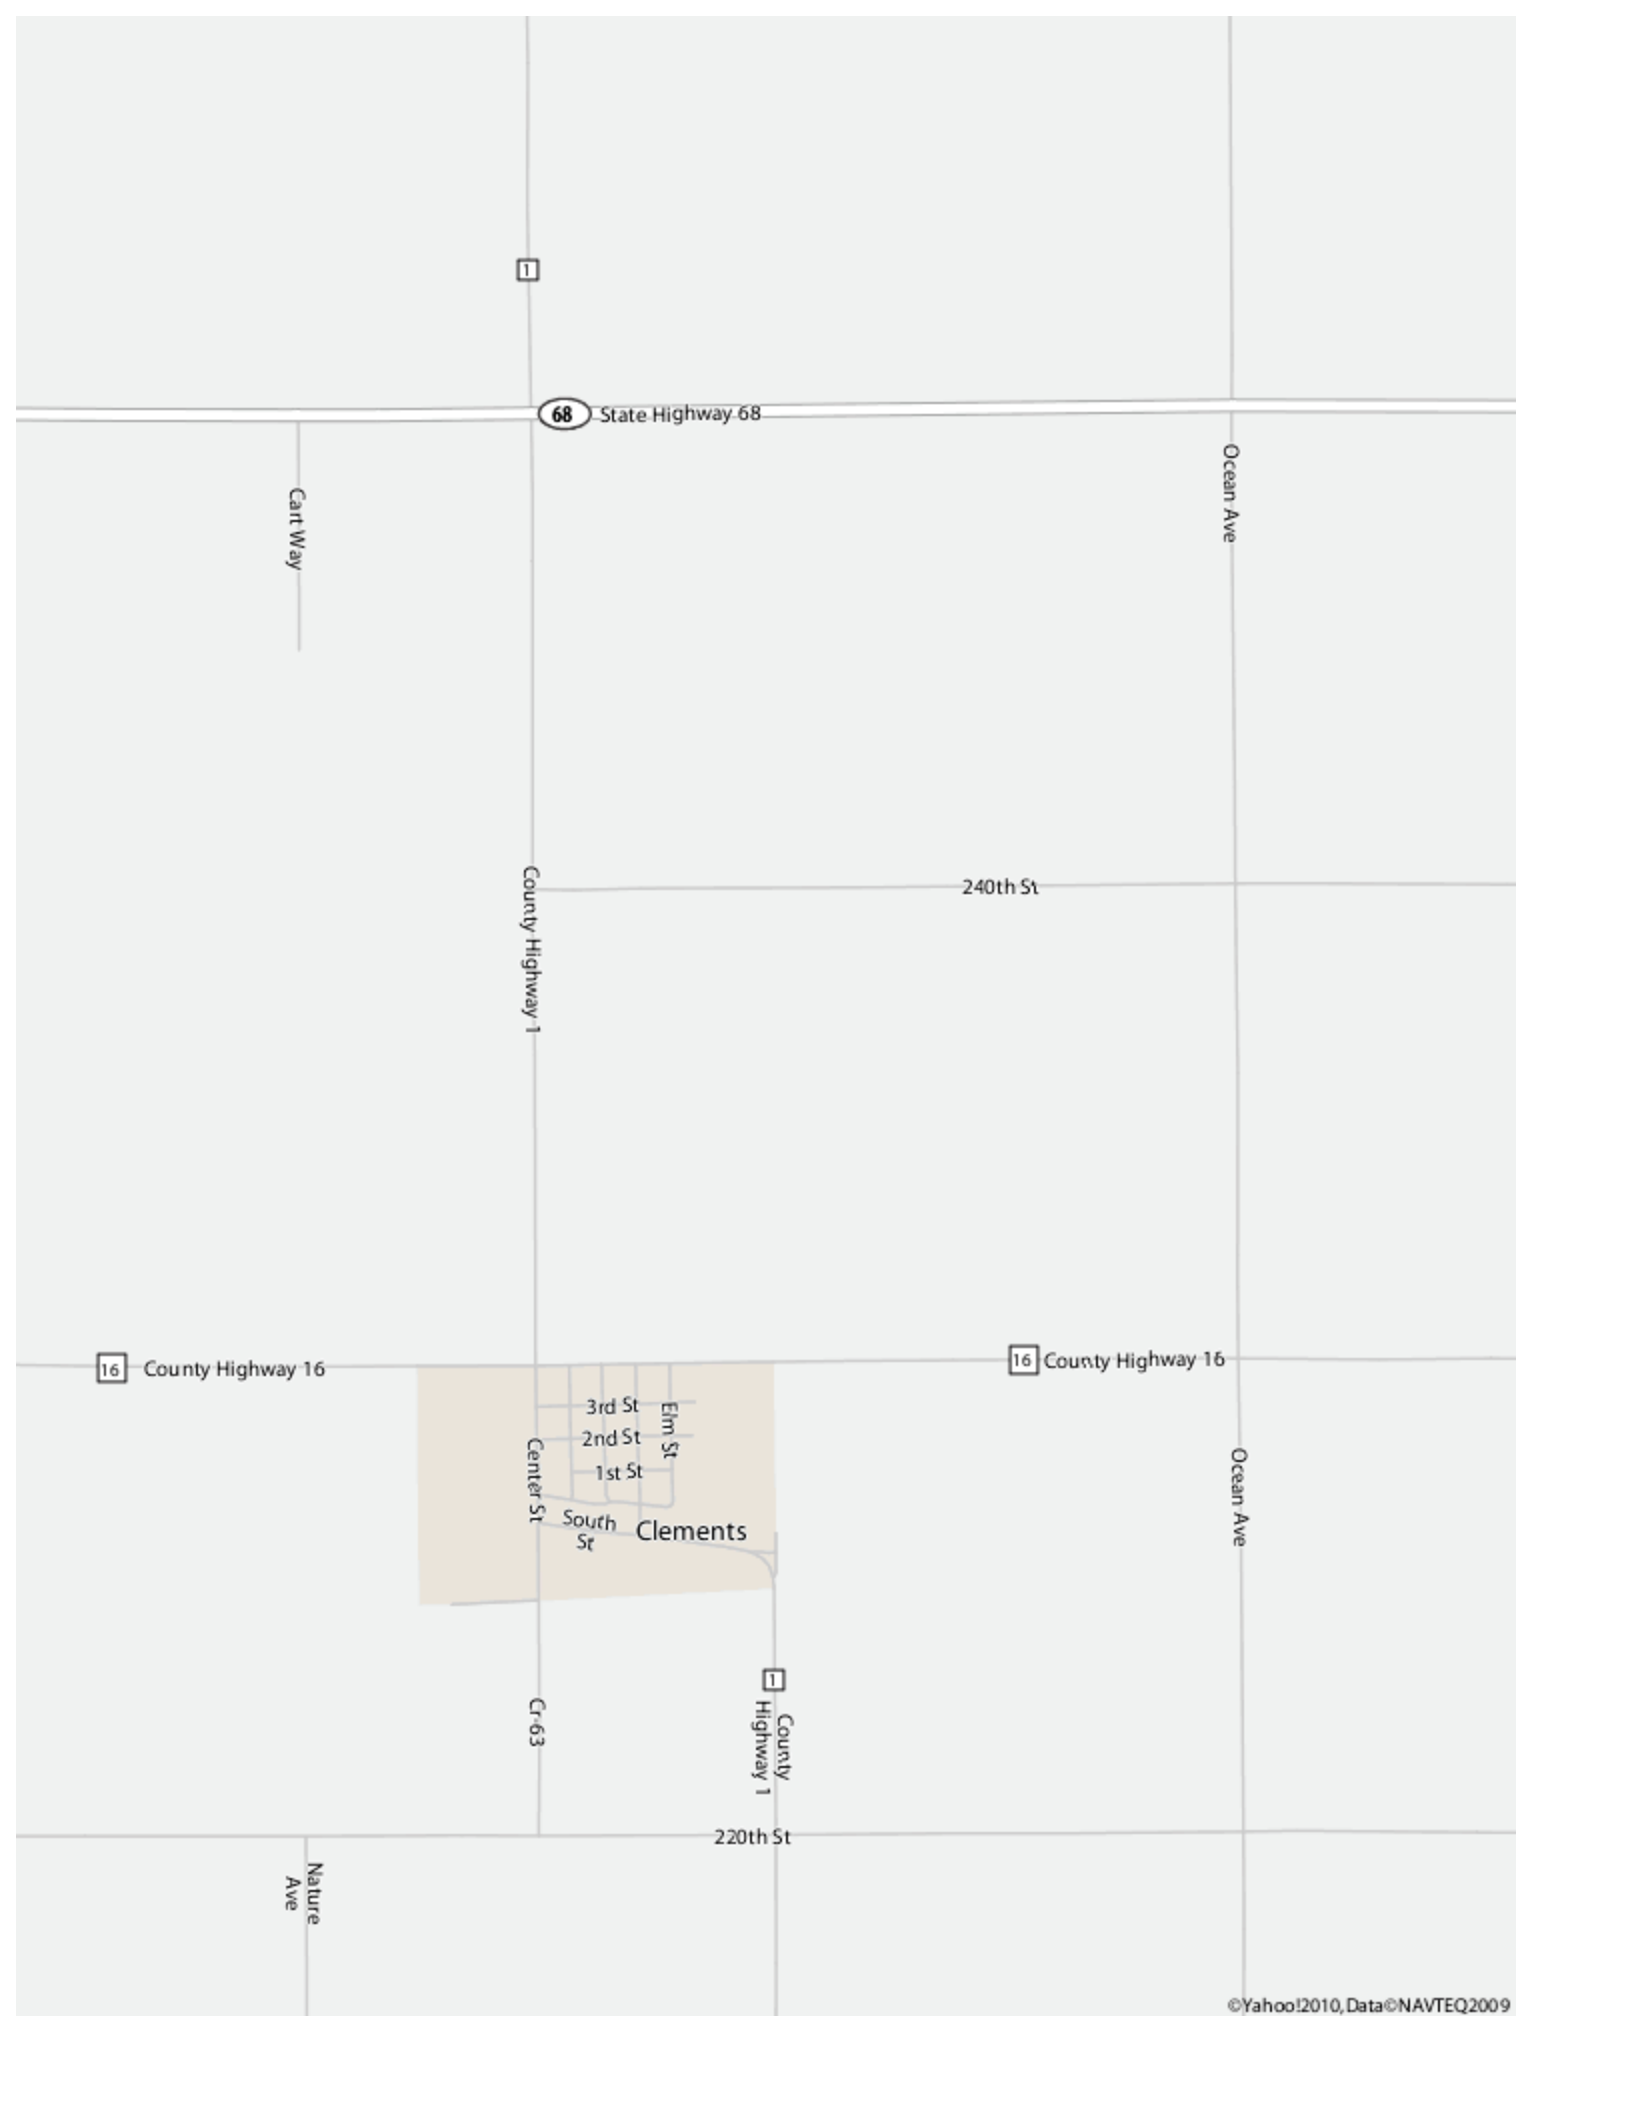 1
68
State Highway 68
Ocean Ave
Cart Way
County Highway 1
240th St
16
County Highway 16
16
County Highway 16
3rd St
Elm St
2nd St
Center St
1st St
Ocean Ave
South
St
Clements
1
Cr-63
County
Highway 1
220th St
Nature
Ave
©Yahoo!2010,Data©NAVTEQ2009